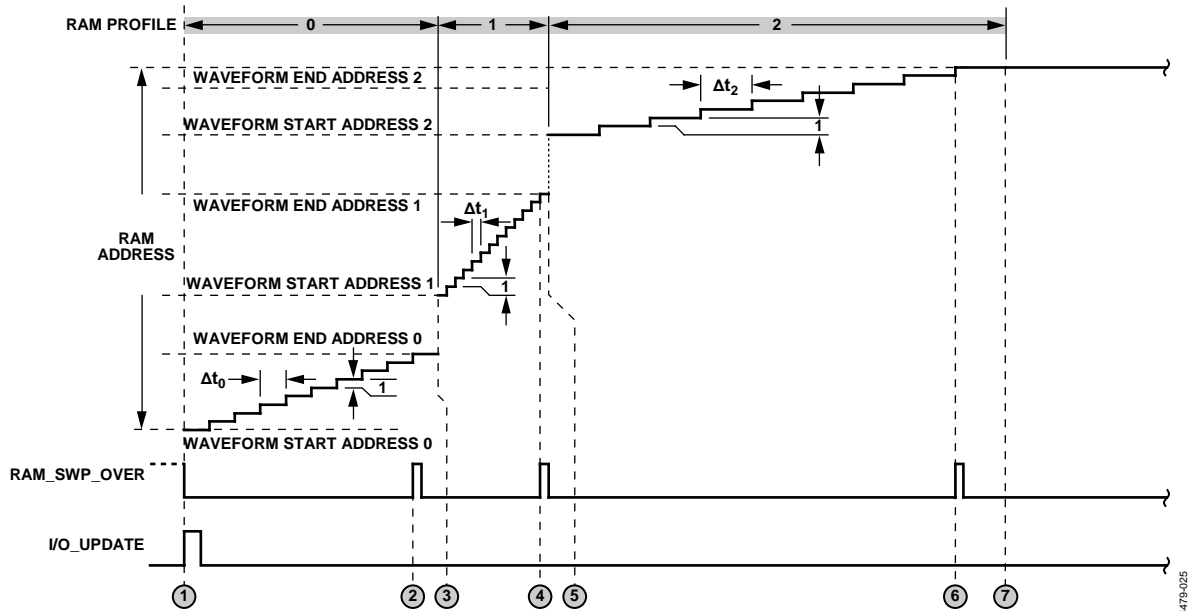 RAM PROFILE 0 1 2
WAVEFORM END ADDRESS 2
Δt2
WAVEFORM START ADDRESS 2
1
WAVEFORM END ADDRESS 1
Δt1
RAM
ADDRESS
WAVEFORM START ADDRESS 1
1
WAVEFORM END ADDRESS 0
Δt0
1
WAVEFORM START ADDRESS 0
RAM_SWP_OVER
I/O_UPDATE
1 2 3 4 5 6 7
479-025